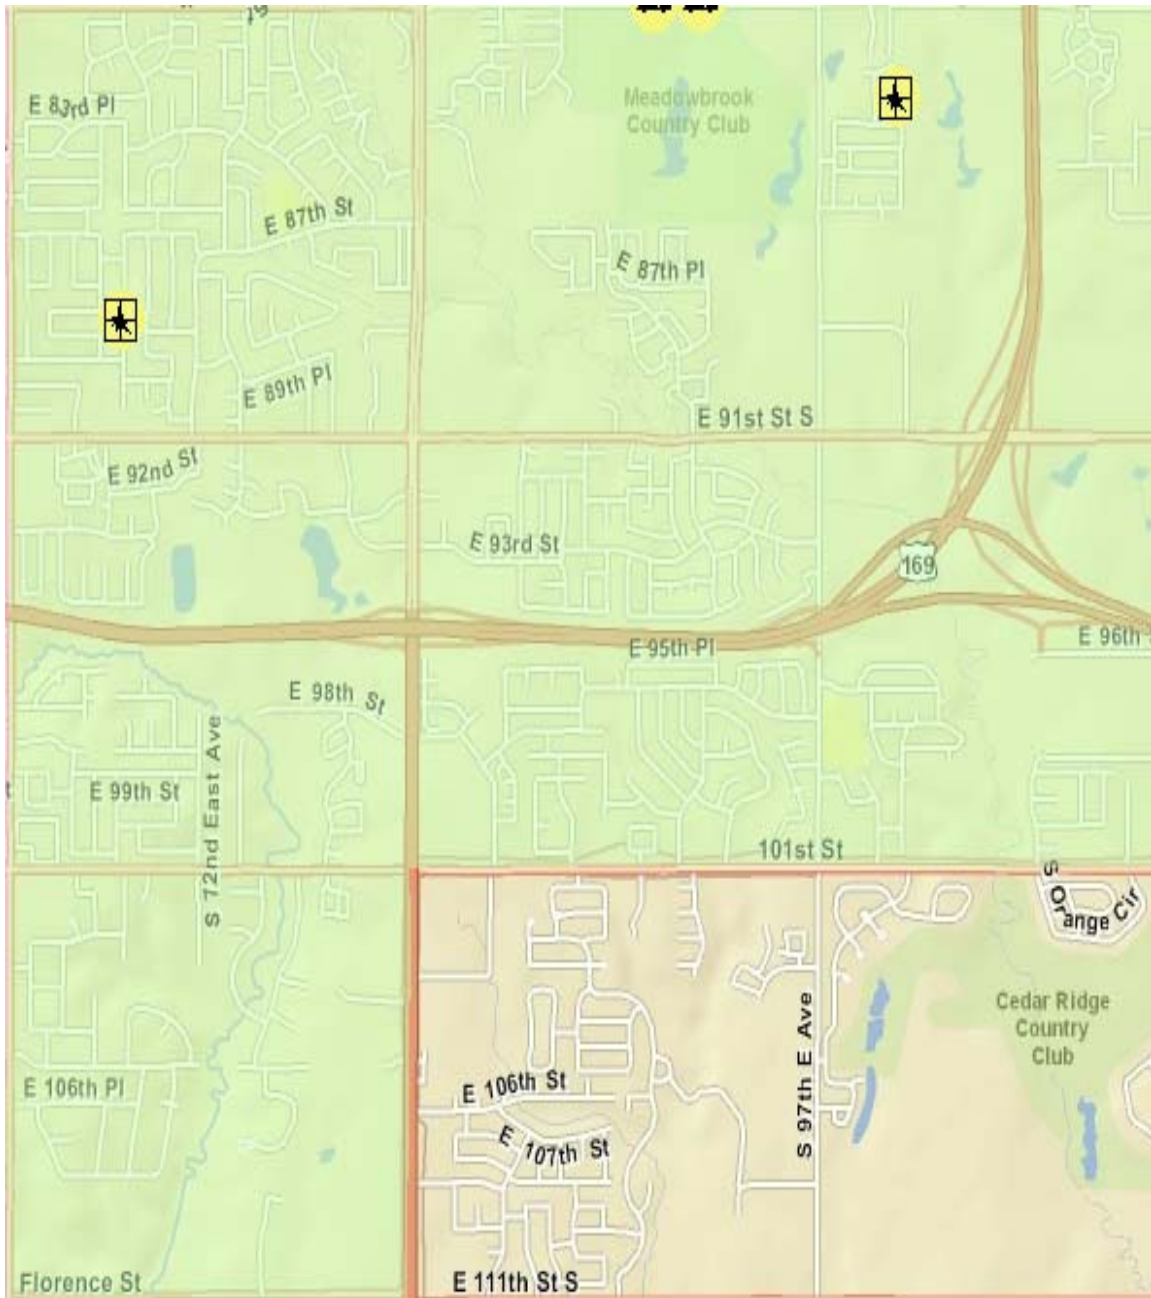 E 83rd Pl
Meadowbrook
Country Club
E 87th St
E 87th Pl
E 89th Pl
E 91st St S
E 92nd St
E 93rd St
169
E 95th Pl
E 96th
E 98th St
S 72nd East Ave
E 99th St
101st St
S Orange Cir
Cedar Ridge
Country
Club
S 97th E Ave
E 106th Pl
E 106th St
E 107th St
Florence St
E 111th St S